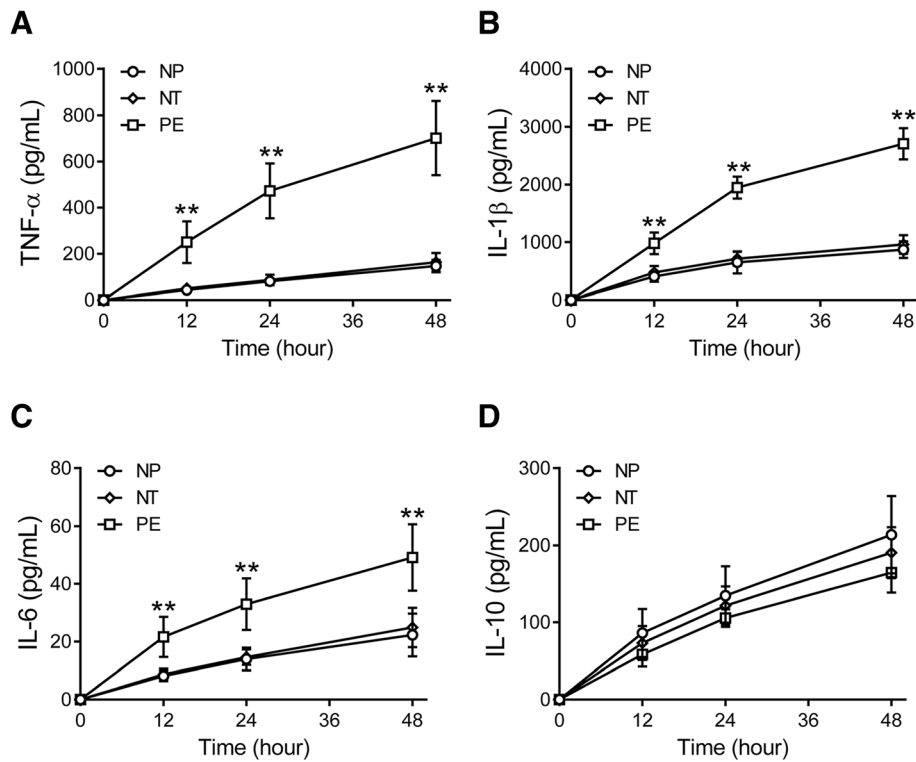 A
TNF-α (pg/mL)
1000
800
600
400
200
0
NP
NT
PE
**
**
**
0 12 24 36 48
Time (hour)
B
IL-1β (pg/mL)
4000
3000
2000
1000
0
NP
NT
PE
**
**
**
0 12 24 36 48
Time (hour)
C
IL-6 (pg/mL)
80
60
40
20
0
NP
NT
PE
**
**
**
0 12 24 36 48
Time (hour)
D
IL-10 (pg/mL)
300
200
100
0
NP
NT
PE
0 12 24 36 48
Time (hour)